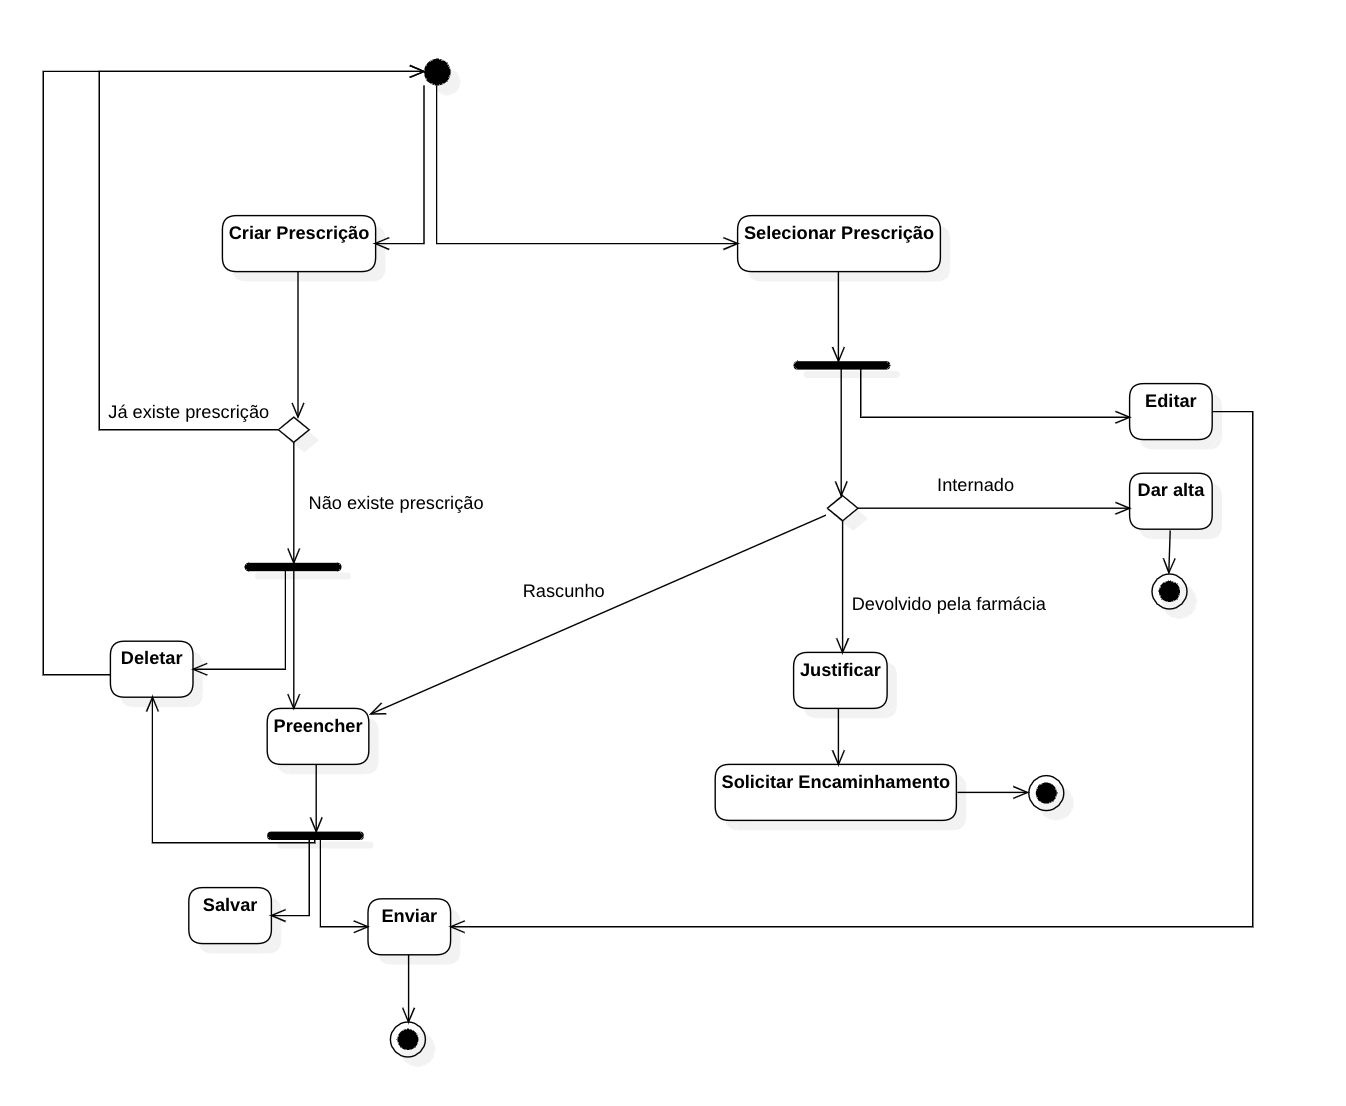 Criar Prescrição
Selecionar Prescrição
Editar
Já existe prescrição
Internado
Dar alta
Não existe prescrição
Rascunho
Devolvido pela farmácia
Deletar
Justificar
Preencher
Solicitar Encaminhamento
Salvar
Enviar